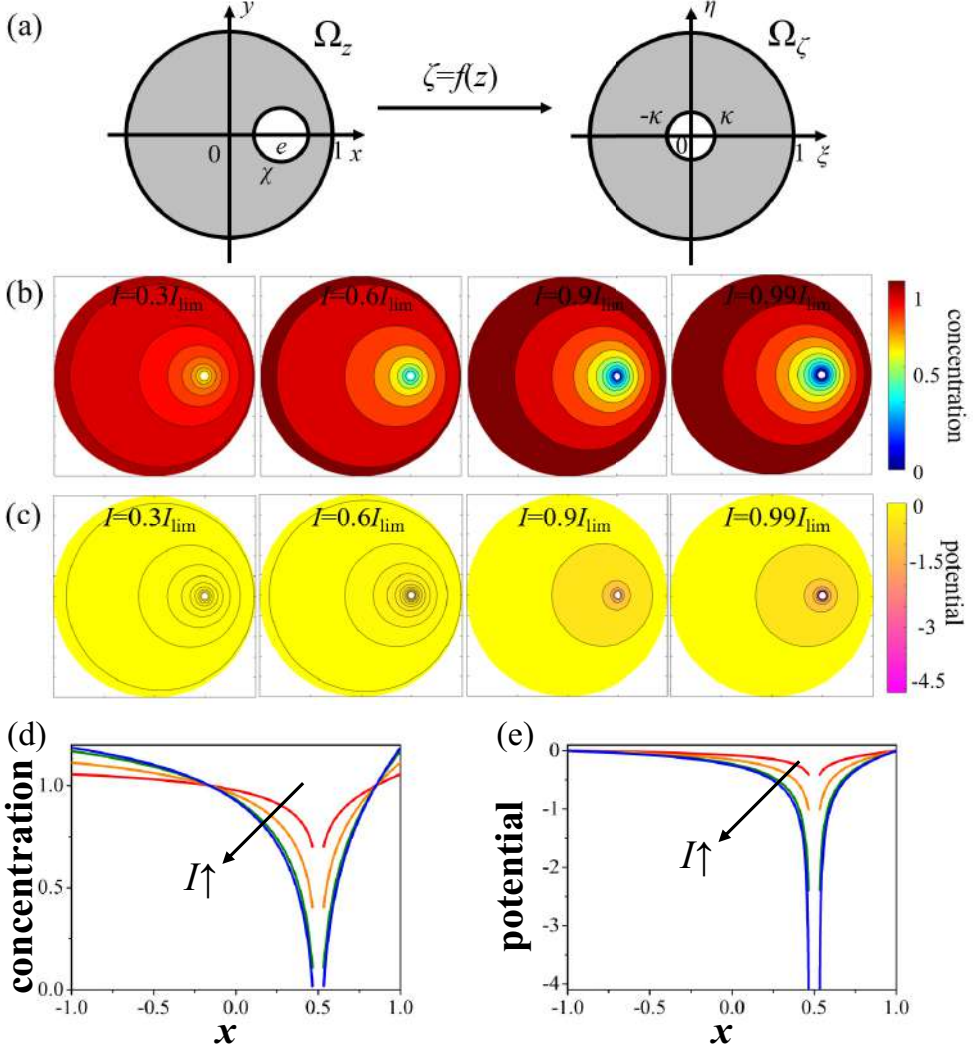 (a)
y
Ω_z
0
e
1
x
χ
ζ=f(z)
η
Ω_ζ
-κ
κ
0
1
ξ
(b)
I=0.3I_lim
I=0.6I_lim
I=0.9I_lim
I=0.99I_lim
1
0.5
0
concentration
(c)
I=0.3I_lim
I=0.6I_lim
I=0.9I_lim
I=0.99I_lim
0
-1.5
-3
-4.5
potential
(d)
concentration
1.0
0.5
0.0
I↑
-1.0
-0.5
0.0
0.5
1.0
x
(e)
potential
0
-1
-2
-3
-4
I↑
-1.0
-0.5
0.0
0.5
1.0
x